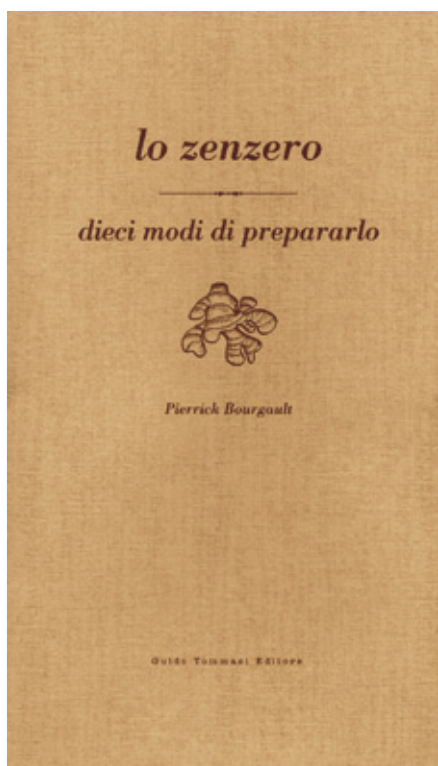 lo zenzero
dieci modi di prepararlo
Pierrick Bourgault
Guido Tommasi Editore